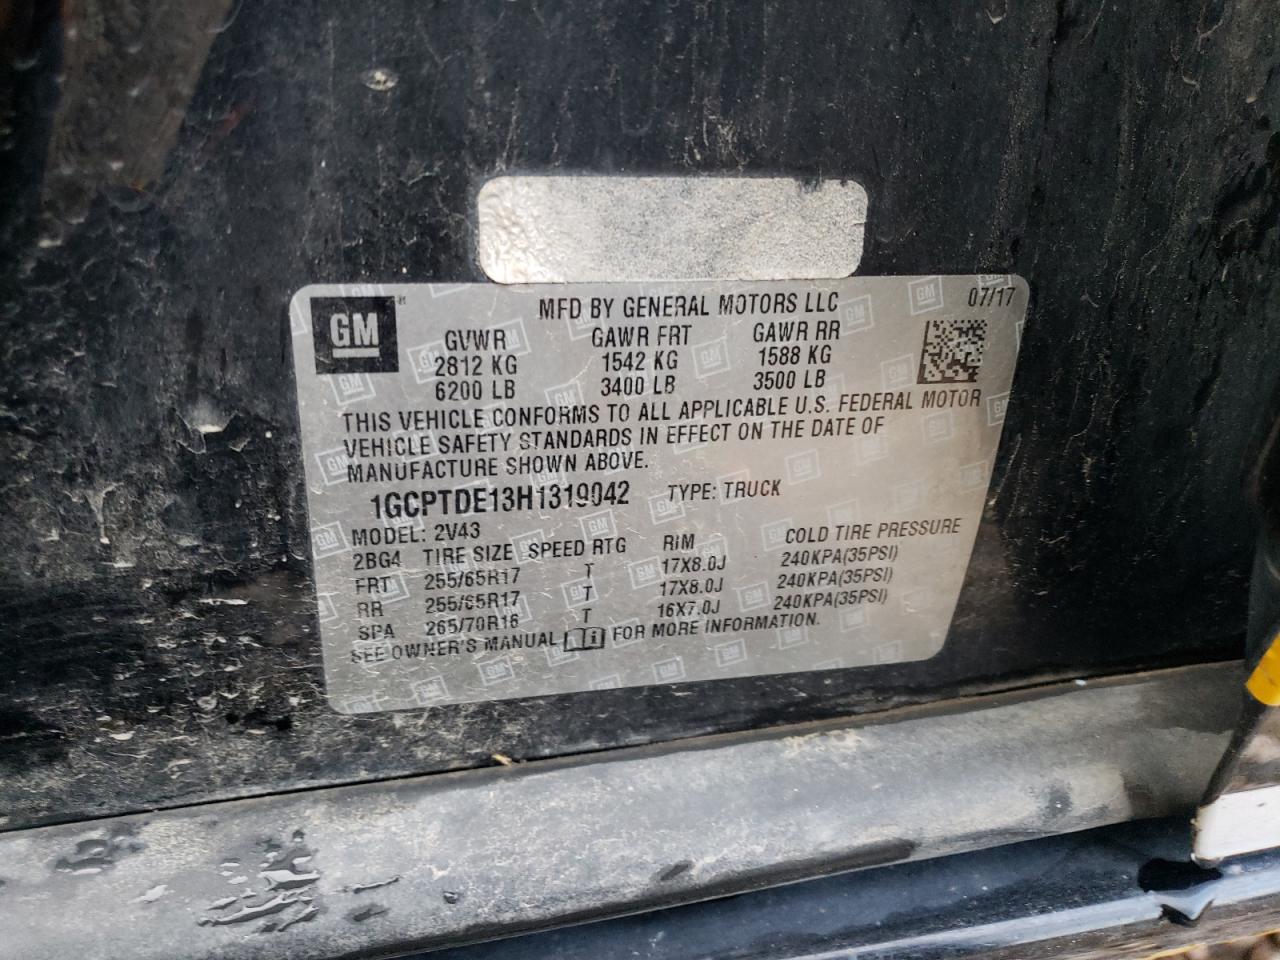 GM
MFD BY GENERAL MOTORS LLC 07/17
GVWR GAWR FRT GAWR RR
2812 KG 1542 KG 1588 KG
6200 LB 3400 LB 3500 LB
THIS VEHICLE CONFORMS TO ALL APPLICABLE U.S. FEDERAL MOTOR
VEHICLE SAFETY STANDARDS IN EFFECT ON THE DATE OF
MANUFACTURE SHOWN ABOVE.
1GCPTDE13H1319042 TYPE: TRUCK
MODEL: 2V43
2BG4 TIRE SIZE SPEED RTG RIM COLD TIRE PRESSURE
FRT 255/65R17 T 17X8.0J 240KPA(35PSI)
RR 255/65R17 T 17X8.0J 240KPA(35PSI)
SPA 265/70R16 T 16X7.0J 240KPA(35PSI)
SEE OWNER'S MANUAL FOR MORE INFORMATION.